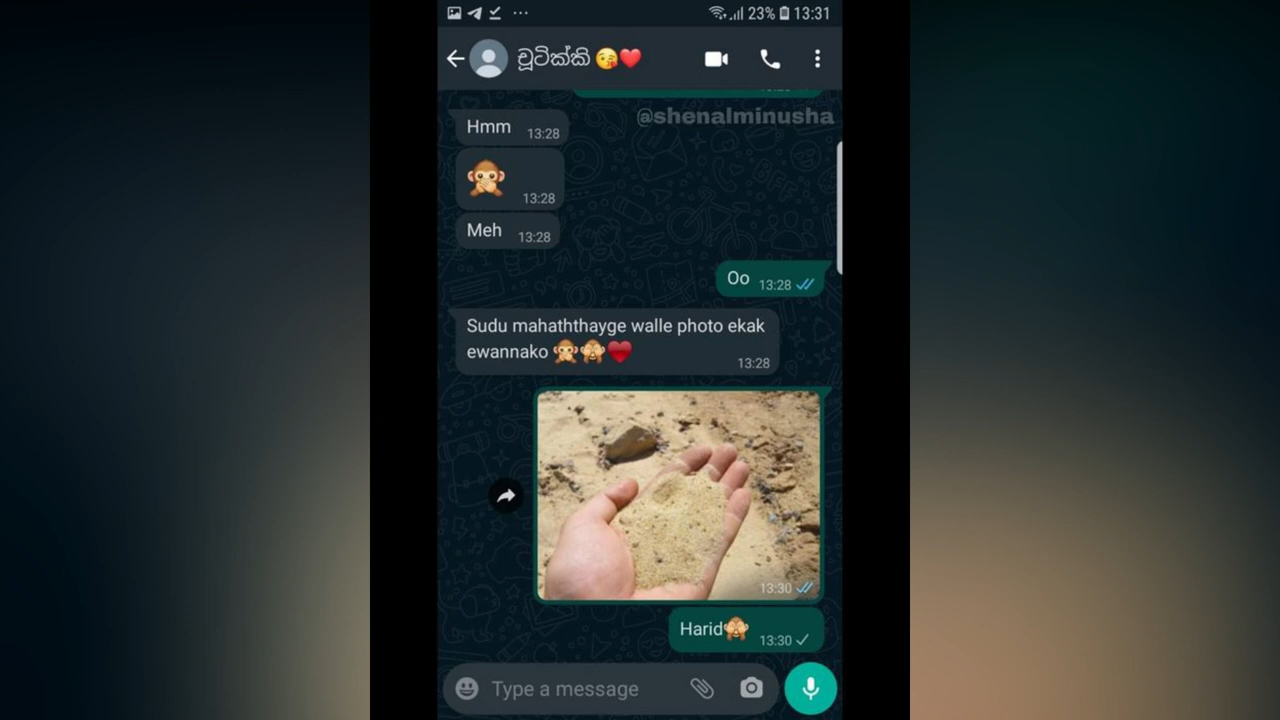 23% 13:31
චූටික්කි 😘❤️
@shenalminusha
Hmm 13:28
🙊 13:28
Meh 13:28
Oo 13:28
Sudu mahaththayge walle photo ekak
ewannako 🙊🙈❤️
13:28
13:30
Harid🙈 13:30
Type a message